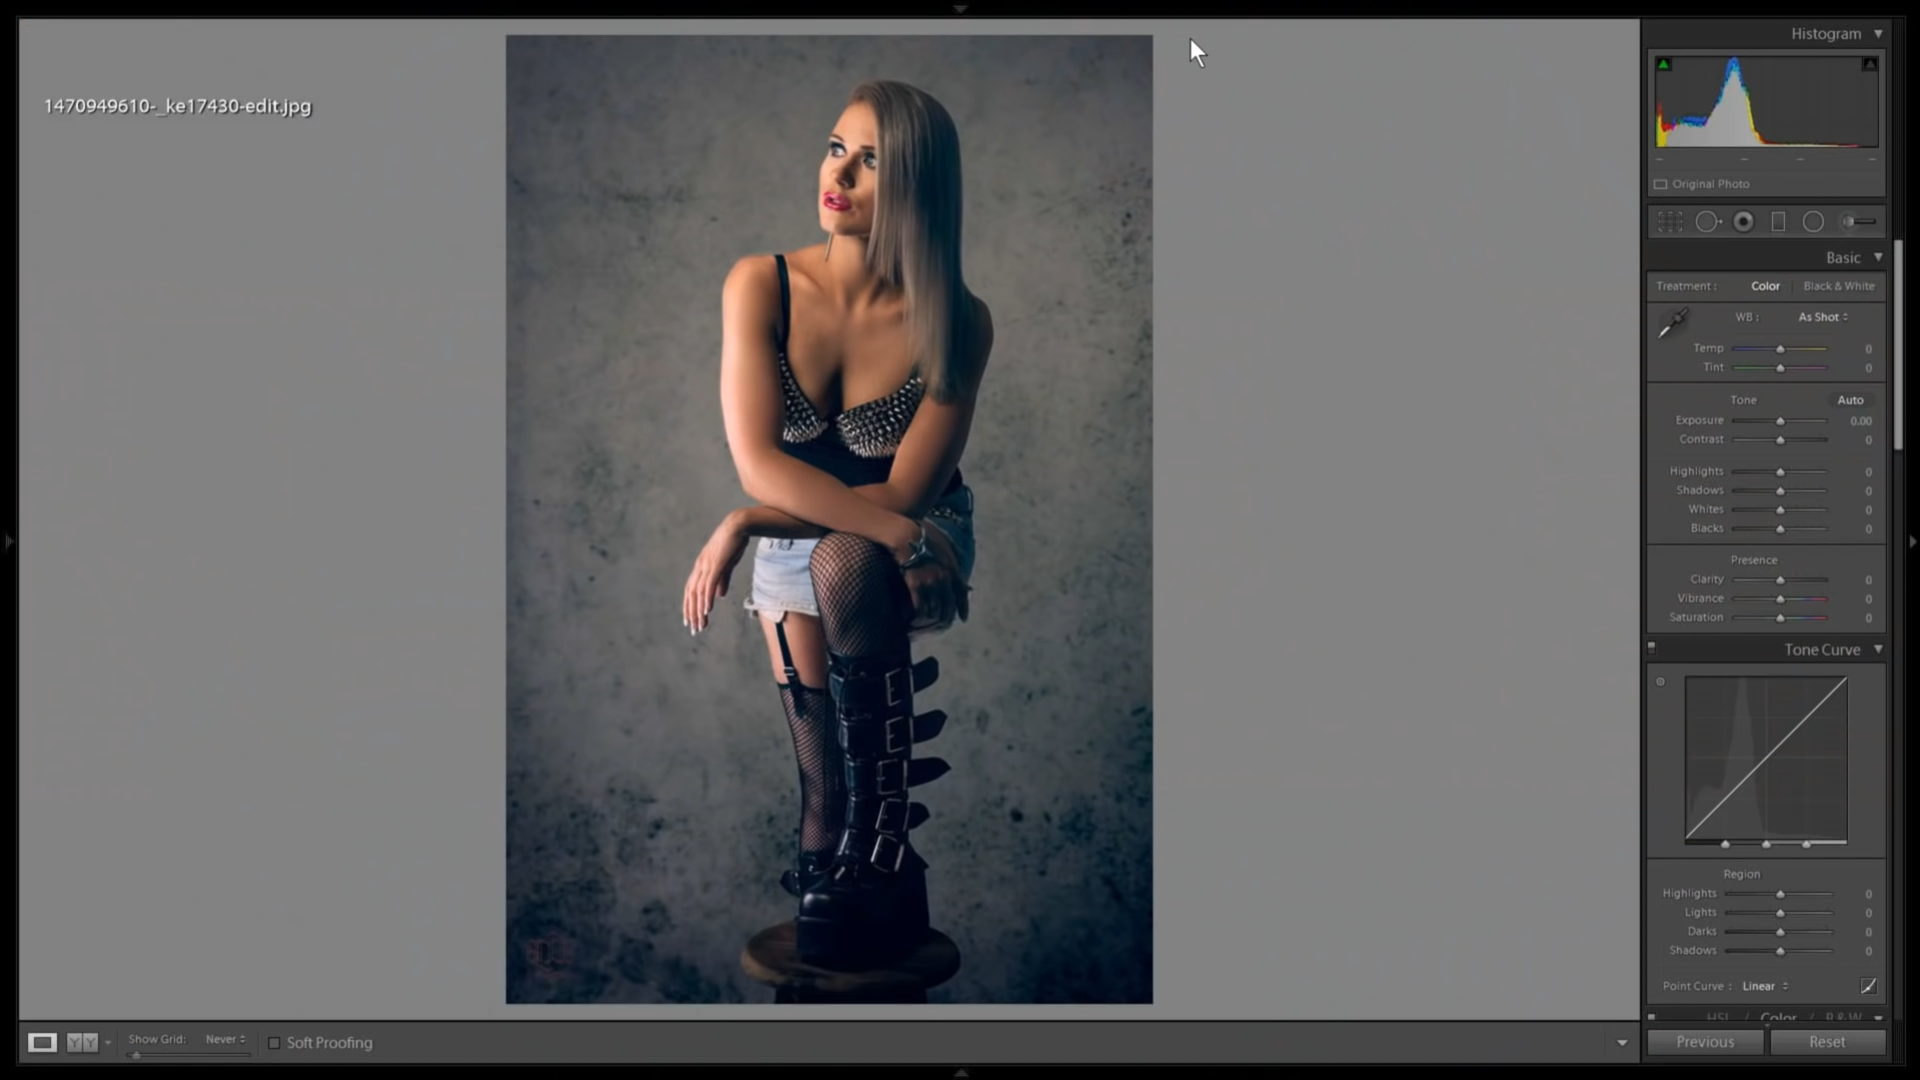 Histogram
1470949610-_ke17430-edit.jpg
Original Photo
Basic
Treatment : Color Black & White
WB : As Shot
Temp 0
Tint 0
Tone Auto
Exposure 0.00
Contrast 0
Highlights 0
Shadows 0
Whites 0
Blacks 0
Presence
Clarity 0
Vibrance 0
Saturation 0
Tone Curve
Region
Highlights 0
Lights 0
Darks 0
Shadows 0
Point Curve : Linear
HSL / Color / B & W
Show Grid: Never Soft Proofing
Previous Reset